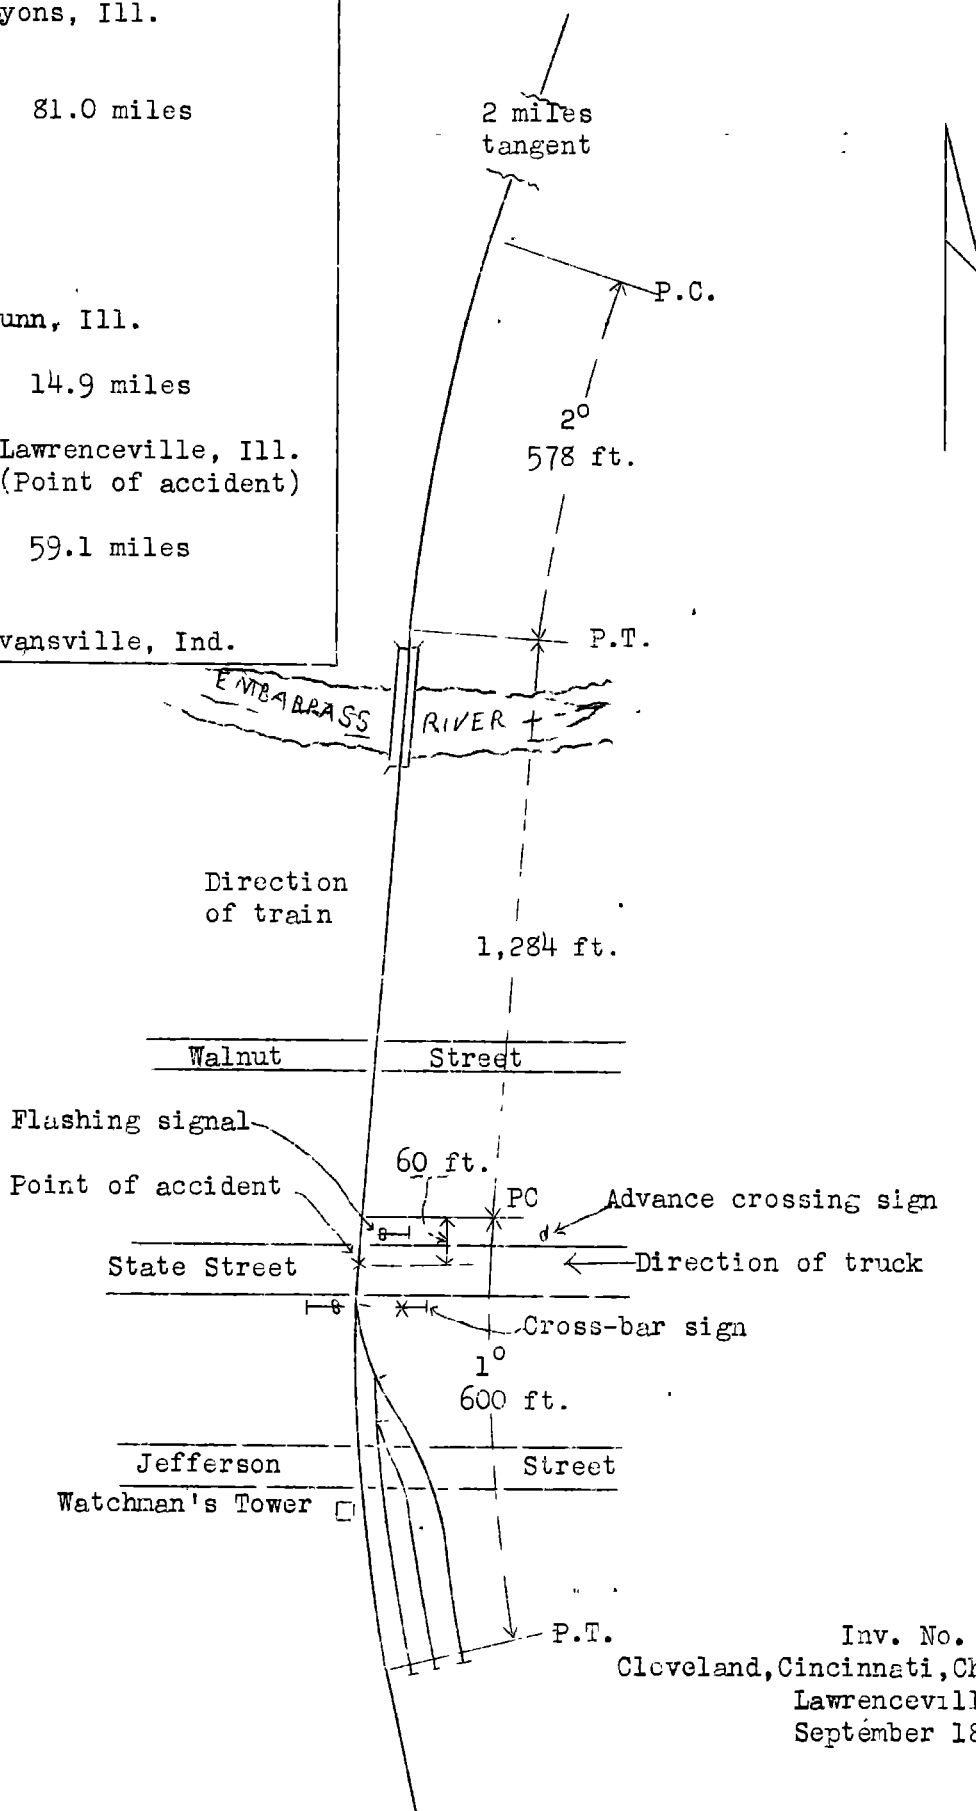 yons, Ill.
81.0 miles
unn, Ill.
14.9 miles
Lawrenceville, Ill.
(Point of accident)
59.1 miles
vansville, Ind.
2 miles
tangent
P.C.
2°
578 ft.
P.T.
EMBABRASS RIVER
Direction
of train
1,284 ft.
Walnut Street
Flashing signal
60 ft.
Point of accident
PC
Advance crossing sign
State Street
Direction of truck
Cross-bar sign
1°
600 ft.
Jefferson Street
Watchman's Tower
P.T.
Inv. No.
Cleveland,Cincinnati,Ch
Lawrencevill
September 18